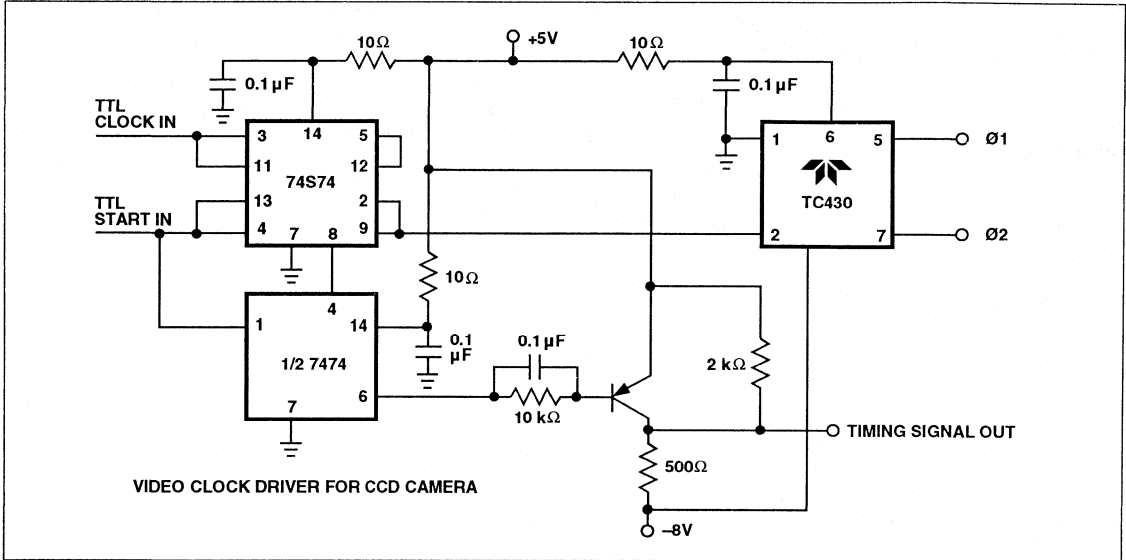 10Ω
+5V
10Ω
0.1 µF
0.1 µF
TTL
CLOCK IN
3
14
5
11
12
74S74
TTL
START IN
13
2
4
7
8
9
1
6
5
Ø1
TC430
2
7
Ø2
10Ω
4
1
14
0.1
µF
1/2 7474
7
6
0.1 µF
10 kΩ
2 kΩ
TIMING SIGNAL OUT
500Ω
–8V
VIDEO CLOCK DRIVER FOR CCD CAMERA